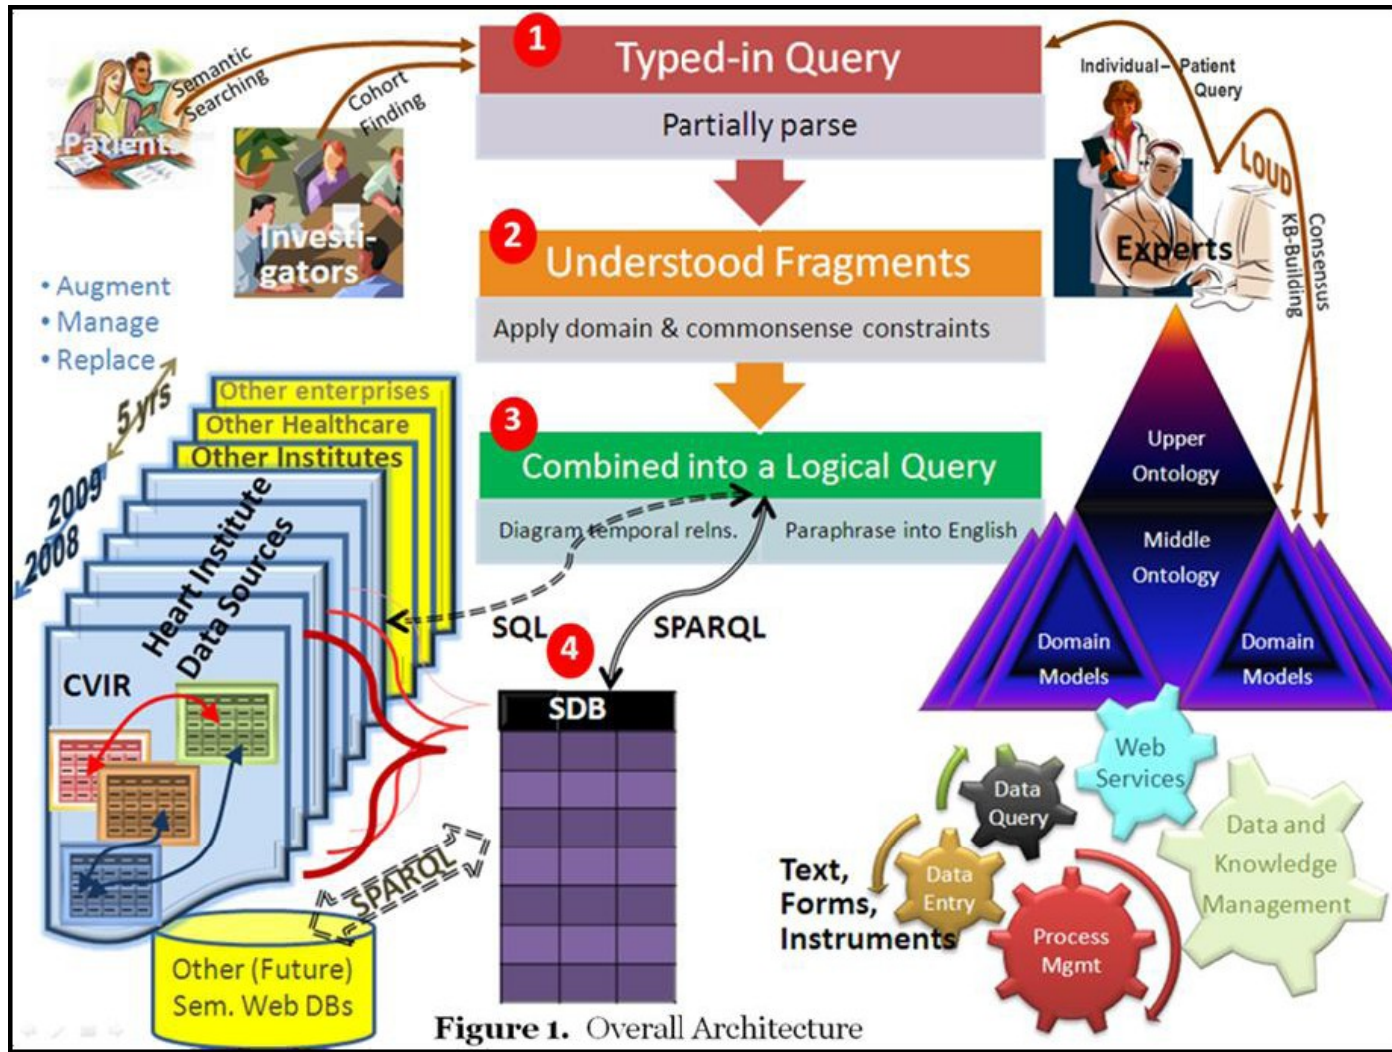 1
Typed-in Query
Partially parse
Semantic
Searching
Patients
Cohort
Finding
Investi-
gators
Individual – Patient
Query
LOUD
Consensus
KB-Building
Experts
2
Understood Fragments
Apply domain & commonsense constraints
• Augment
• Manage
• Replace
5 yrs
2009
2008
Other enterprises
Other Healthcare
Other Institutes
Heart Institute
Data Sources
CVIR
3
Combined into a Logical Query
Diagram temporal relns.
Paraphrase into English
SQL
SPARQL
4
SDB
SPARQL
Other (Future)
Sem. Web DBs
Upper
Ontology
Middle
Ontology
Domain
Models
Domain
Models
Web
Services
Data
Query
Data and
Knowledge
Management
Data
Entry
Process
Mgmt
Text,
Forms,
Instruments
Figure 1. Overall Architecture